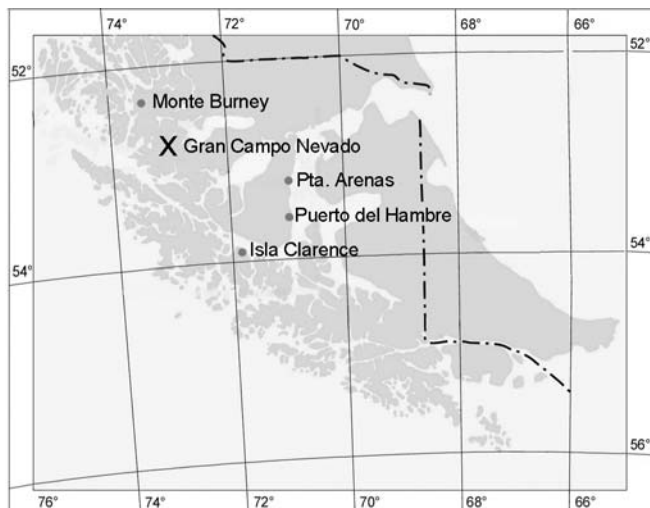 74° 72° 70° 68° 66°
52° 52°
Monte Burney
X Gran Campo Nevado
Pta. Arenas
Puerto del Hambre
Isla Clarence
54° 54°
56°
76° 74° 72° 70° 68° 66°